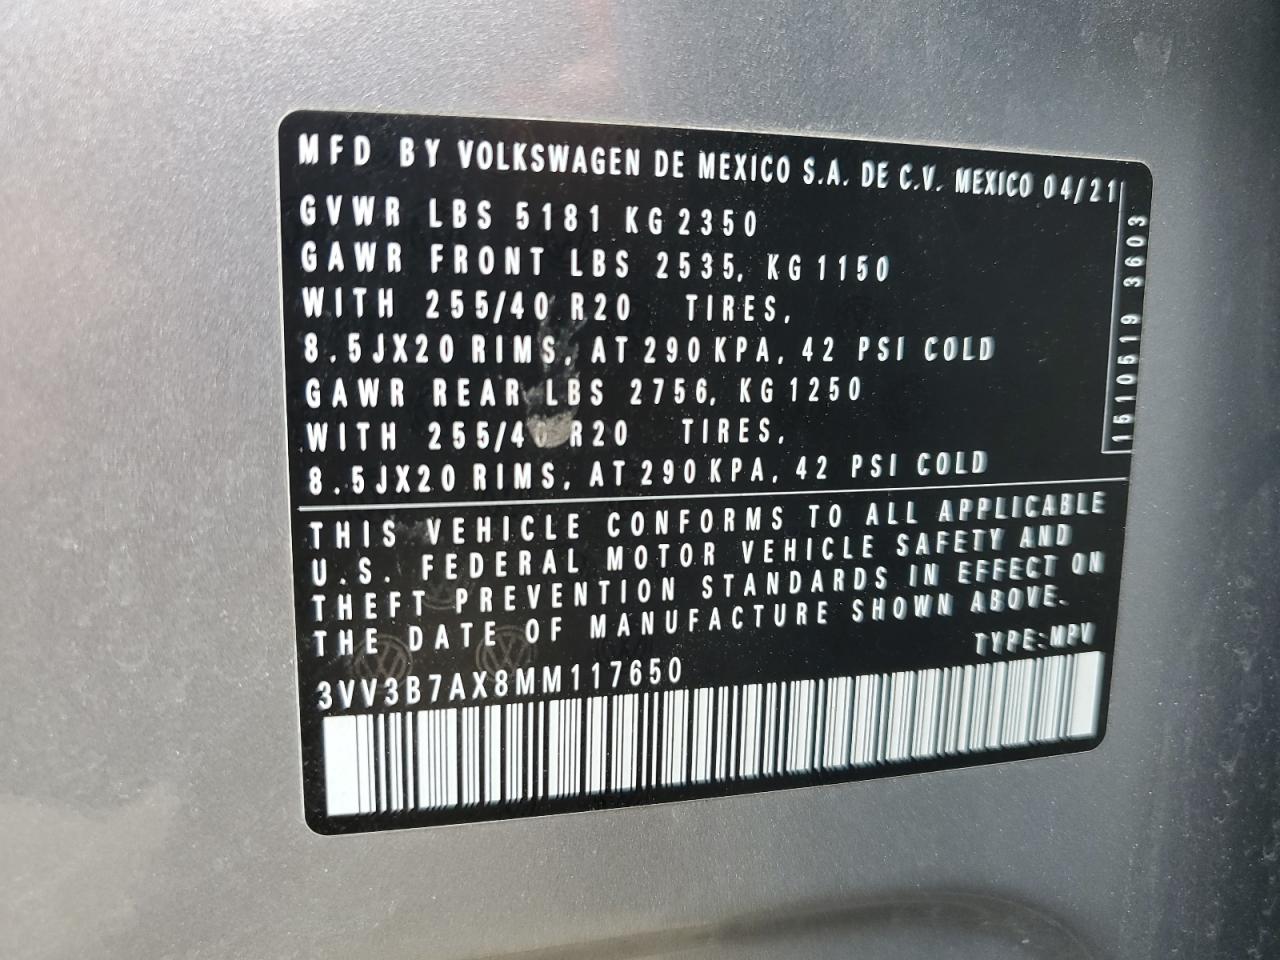 MFD BY VOLKSWAGEN DE MEXICO S.A. DE C.V. MEXICO 04/21
GVWR LBS 5181 KG 2350
GAWR FRONT LBS 2535, KG 1150
WITH 255/40 R20 TIRES,
8.5JX20 RIMS, AT 290 KPA, 42 PSI COLD
GAWR REAR LBS 2756, KG 1250
WITH 255/40 R20 TIRES,
8.5JX20 RIMS, AT 290 KPA, 42 PSI COLD
1510519 3603
THIS VEHICLE CONFORMS TO ALL APPLICABLE
U.S. FEDERAL MOTOR VEHICLE SAFETY AND
THEFT PREVENTION STANDARDS IN EFFECT ON
THE DATE OF MANUFACTURE SHOWN ABOVE.
TYPE:MPV
3VV3B7AX8MM117650